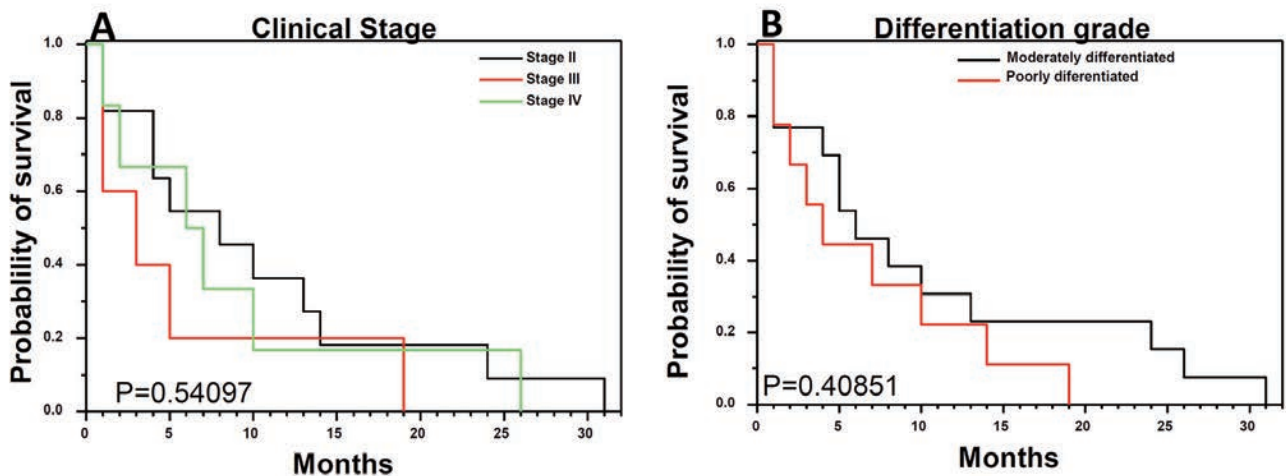 A
Clinical Stage
Probablility of survival
1.0
0.8
0.6
0.4
0.2
0.0
Stage II
Stage III
Stage IV
P=0.54097
0 5 10 15 20 25 30
Months
B
Differentiation grade
Probability of survival
1.0
0.8
0.6
0.4
0.2
0.0
Moderately differentiated
Poorly diferentiated
P=0.40851
0 5 10 15 20 25 30
Months